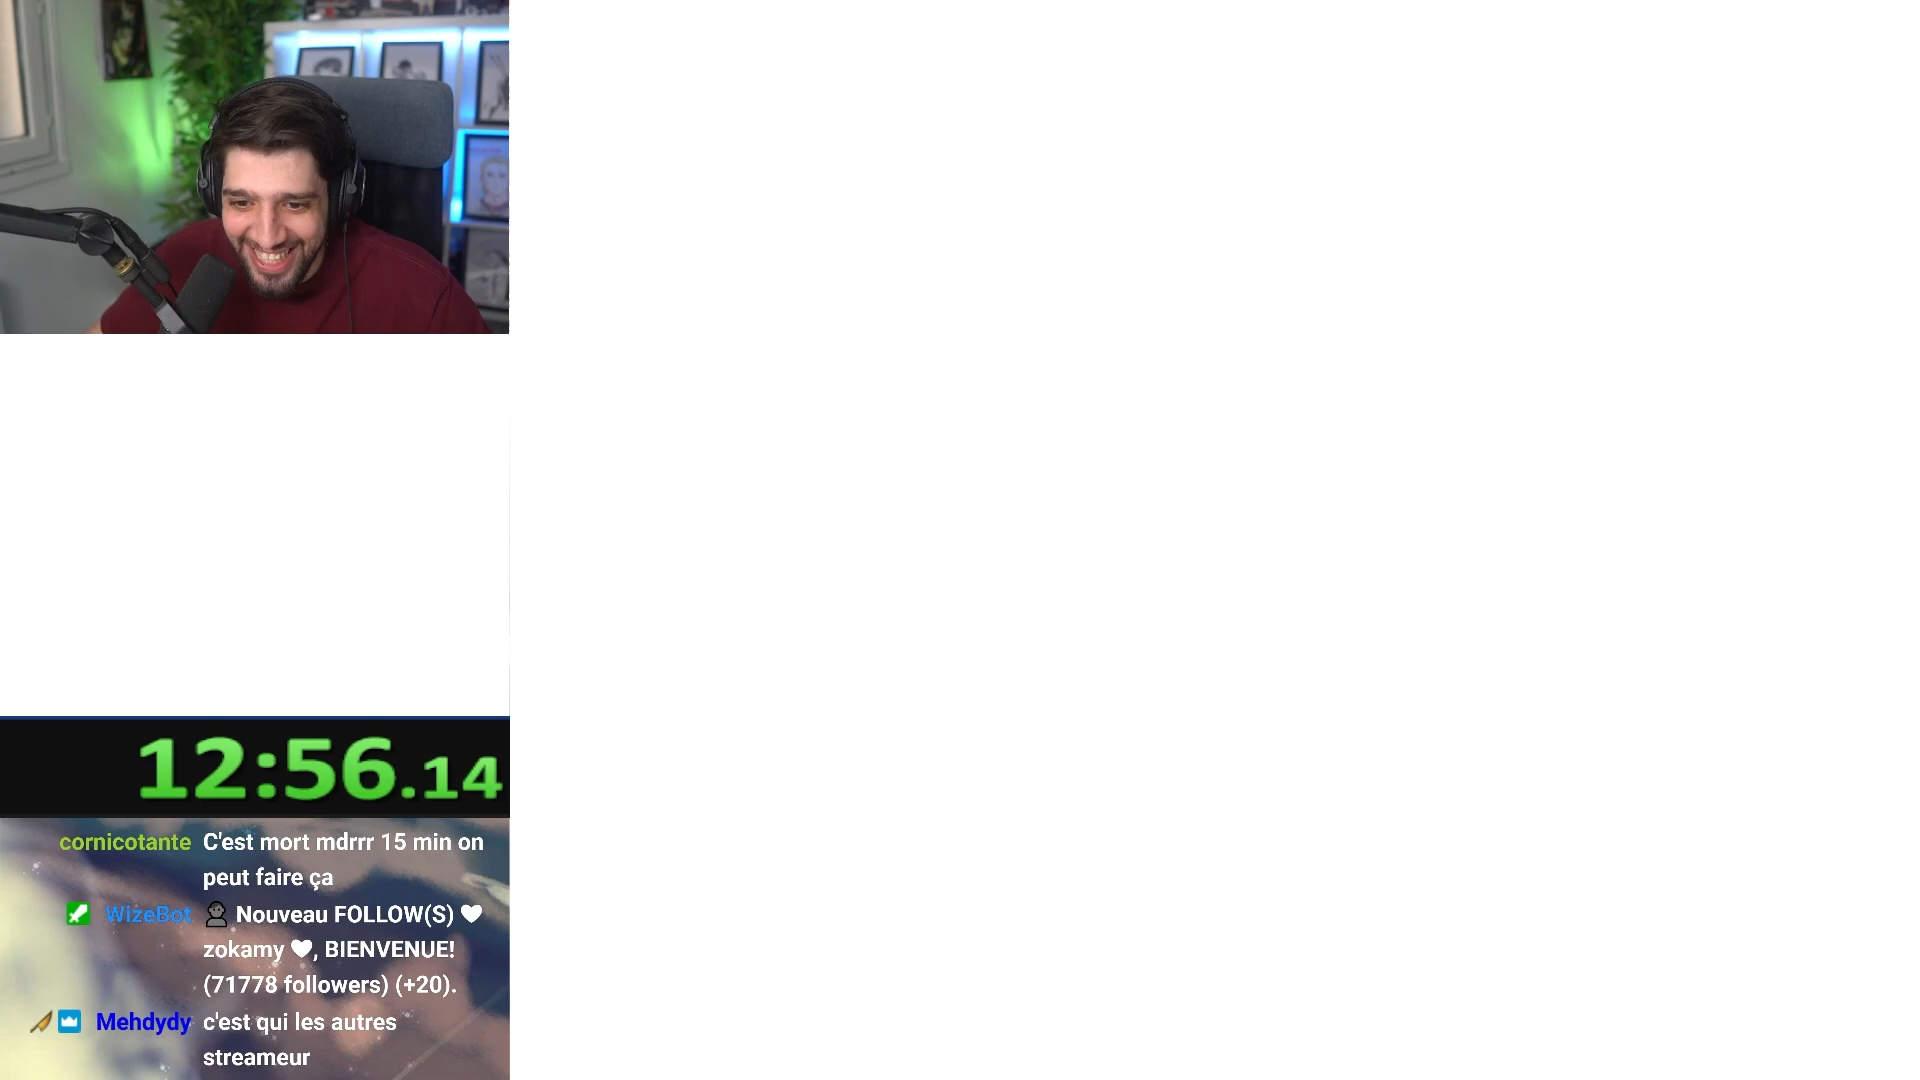 12:56.14
cornicotante C'est mort mdrrr 15 min on
peut faire ça
WizeBot Nouveau FOLLOW(S)
zokamy , BIENVENUE!
(71778 followers) (+20).
Mehdydy c'est qui les autres
streameur